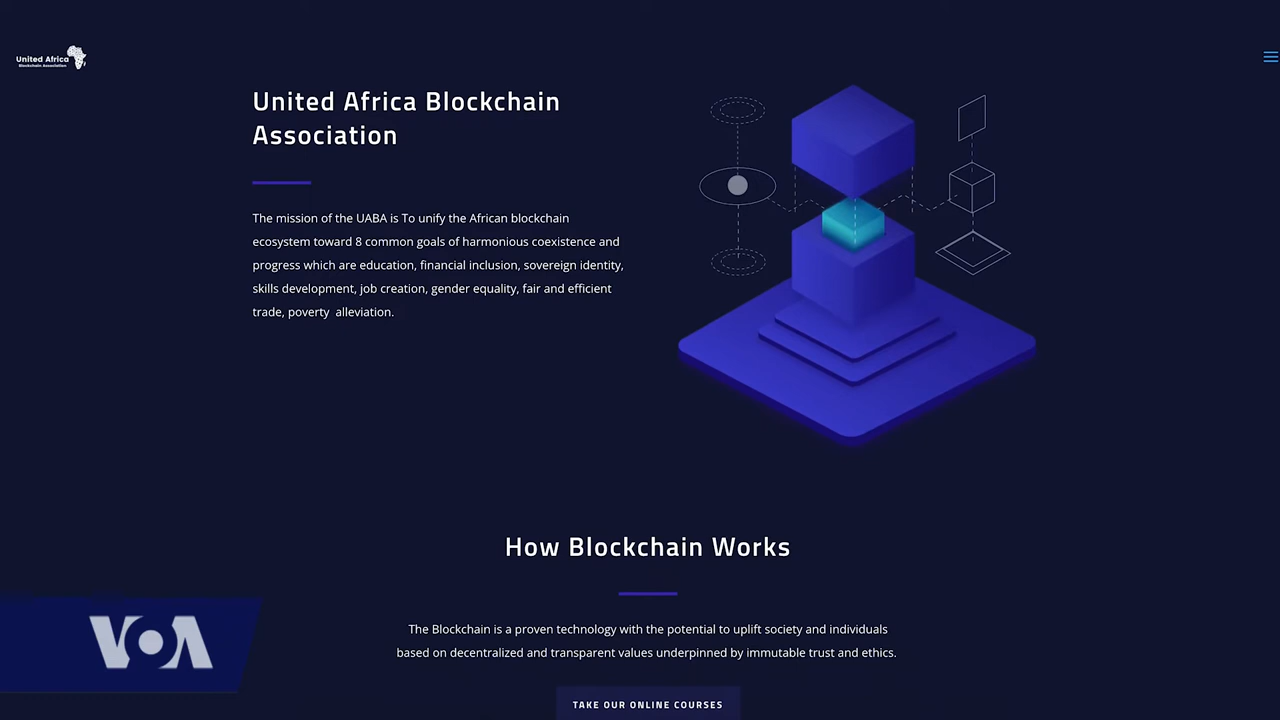 United Africa
Blockchain Association
United Africa Blockchain
Association
The mission of the UABA is To unify the African blockchain
ecosystem toward 8 common goals of harmonious coexistence and
progress which are education, financial inclusion, sovereign identity,
skills development, job creation, gender equality, fair and efficient
trade, poverty alleviation.
How Blockchain Works
The Blockchain is a proven technology with the potential to uplift society and individuals
based on decentralized and transparent values underpinned by immutable trust and ethics.
VOA
TAKE OUR ONLINE COURSES